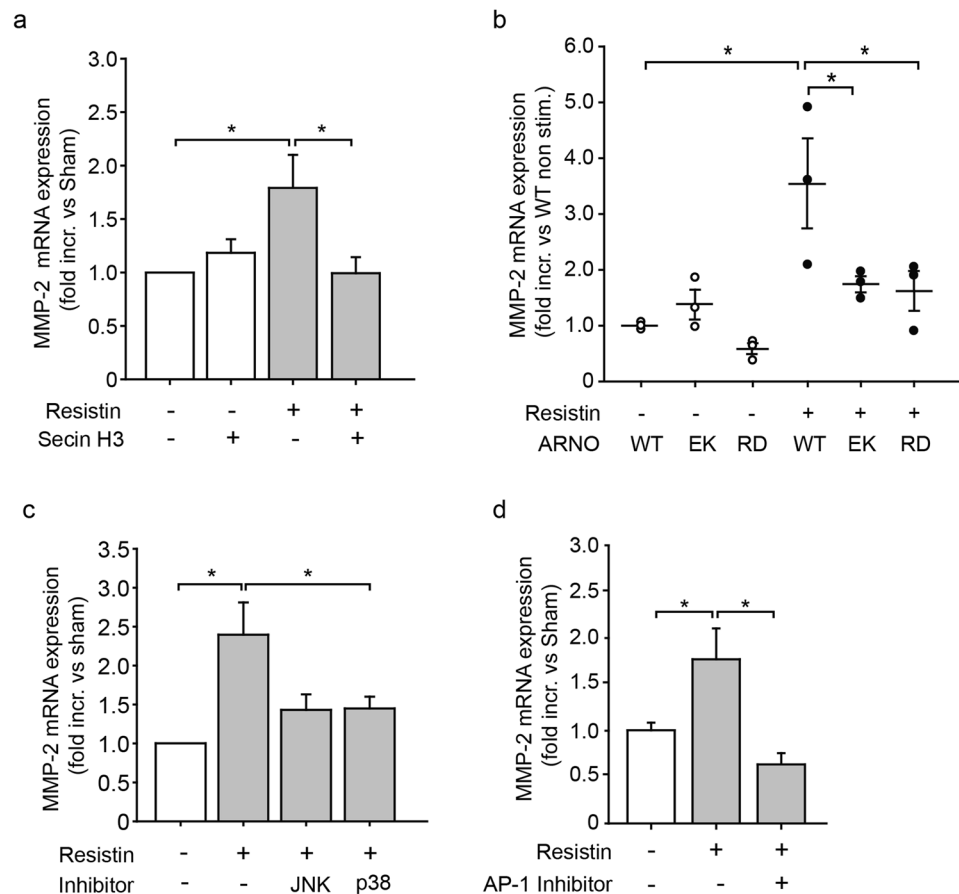 a
MMP-2 mRNA expression
(fold incr. vs Sham)
3.0
2.5
2.0
1.5
1.0
0.5
0
* *
Resistin - - + +
Secin H3 - + - +
b
MMP-2 mRNA expression
(fold incr. vs WT non stim.)
6.0
5.0
3.0
2.0
1.0
0
* *
*
Resistin - - - + + +
ARNO WT EK RD WT EK RD
c
MMP-2 mRNA expression
(fold incr. vs sham)
3.5
3.0
2.5
2.0
1.5
1.0
0.5
0
* *
Resistin - + + +
Inhibitor - - JNK p38
d
MMP-2 mRNA expression
(fold incr. vs Sham)
3.0
2.5
2.0
1.0
0.5
0
* *
Resistin - + +
AP-1 Inhibitor - - +